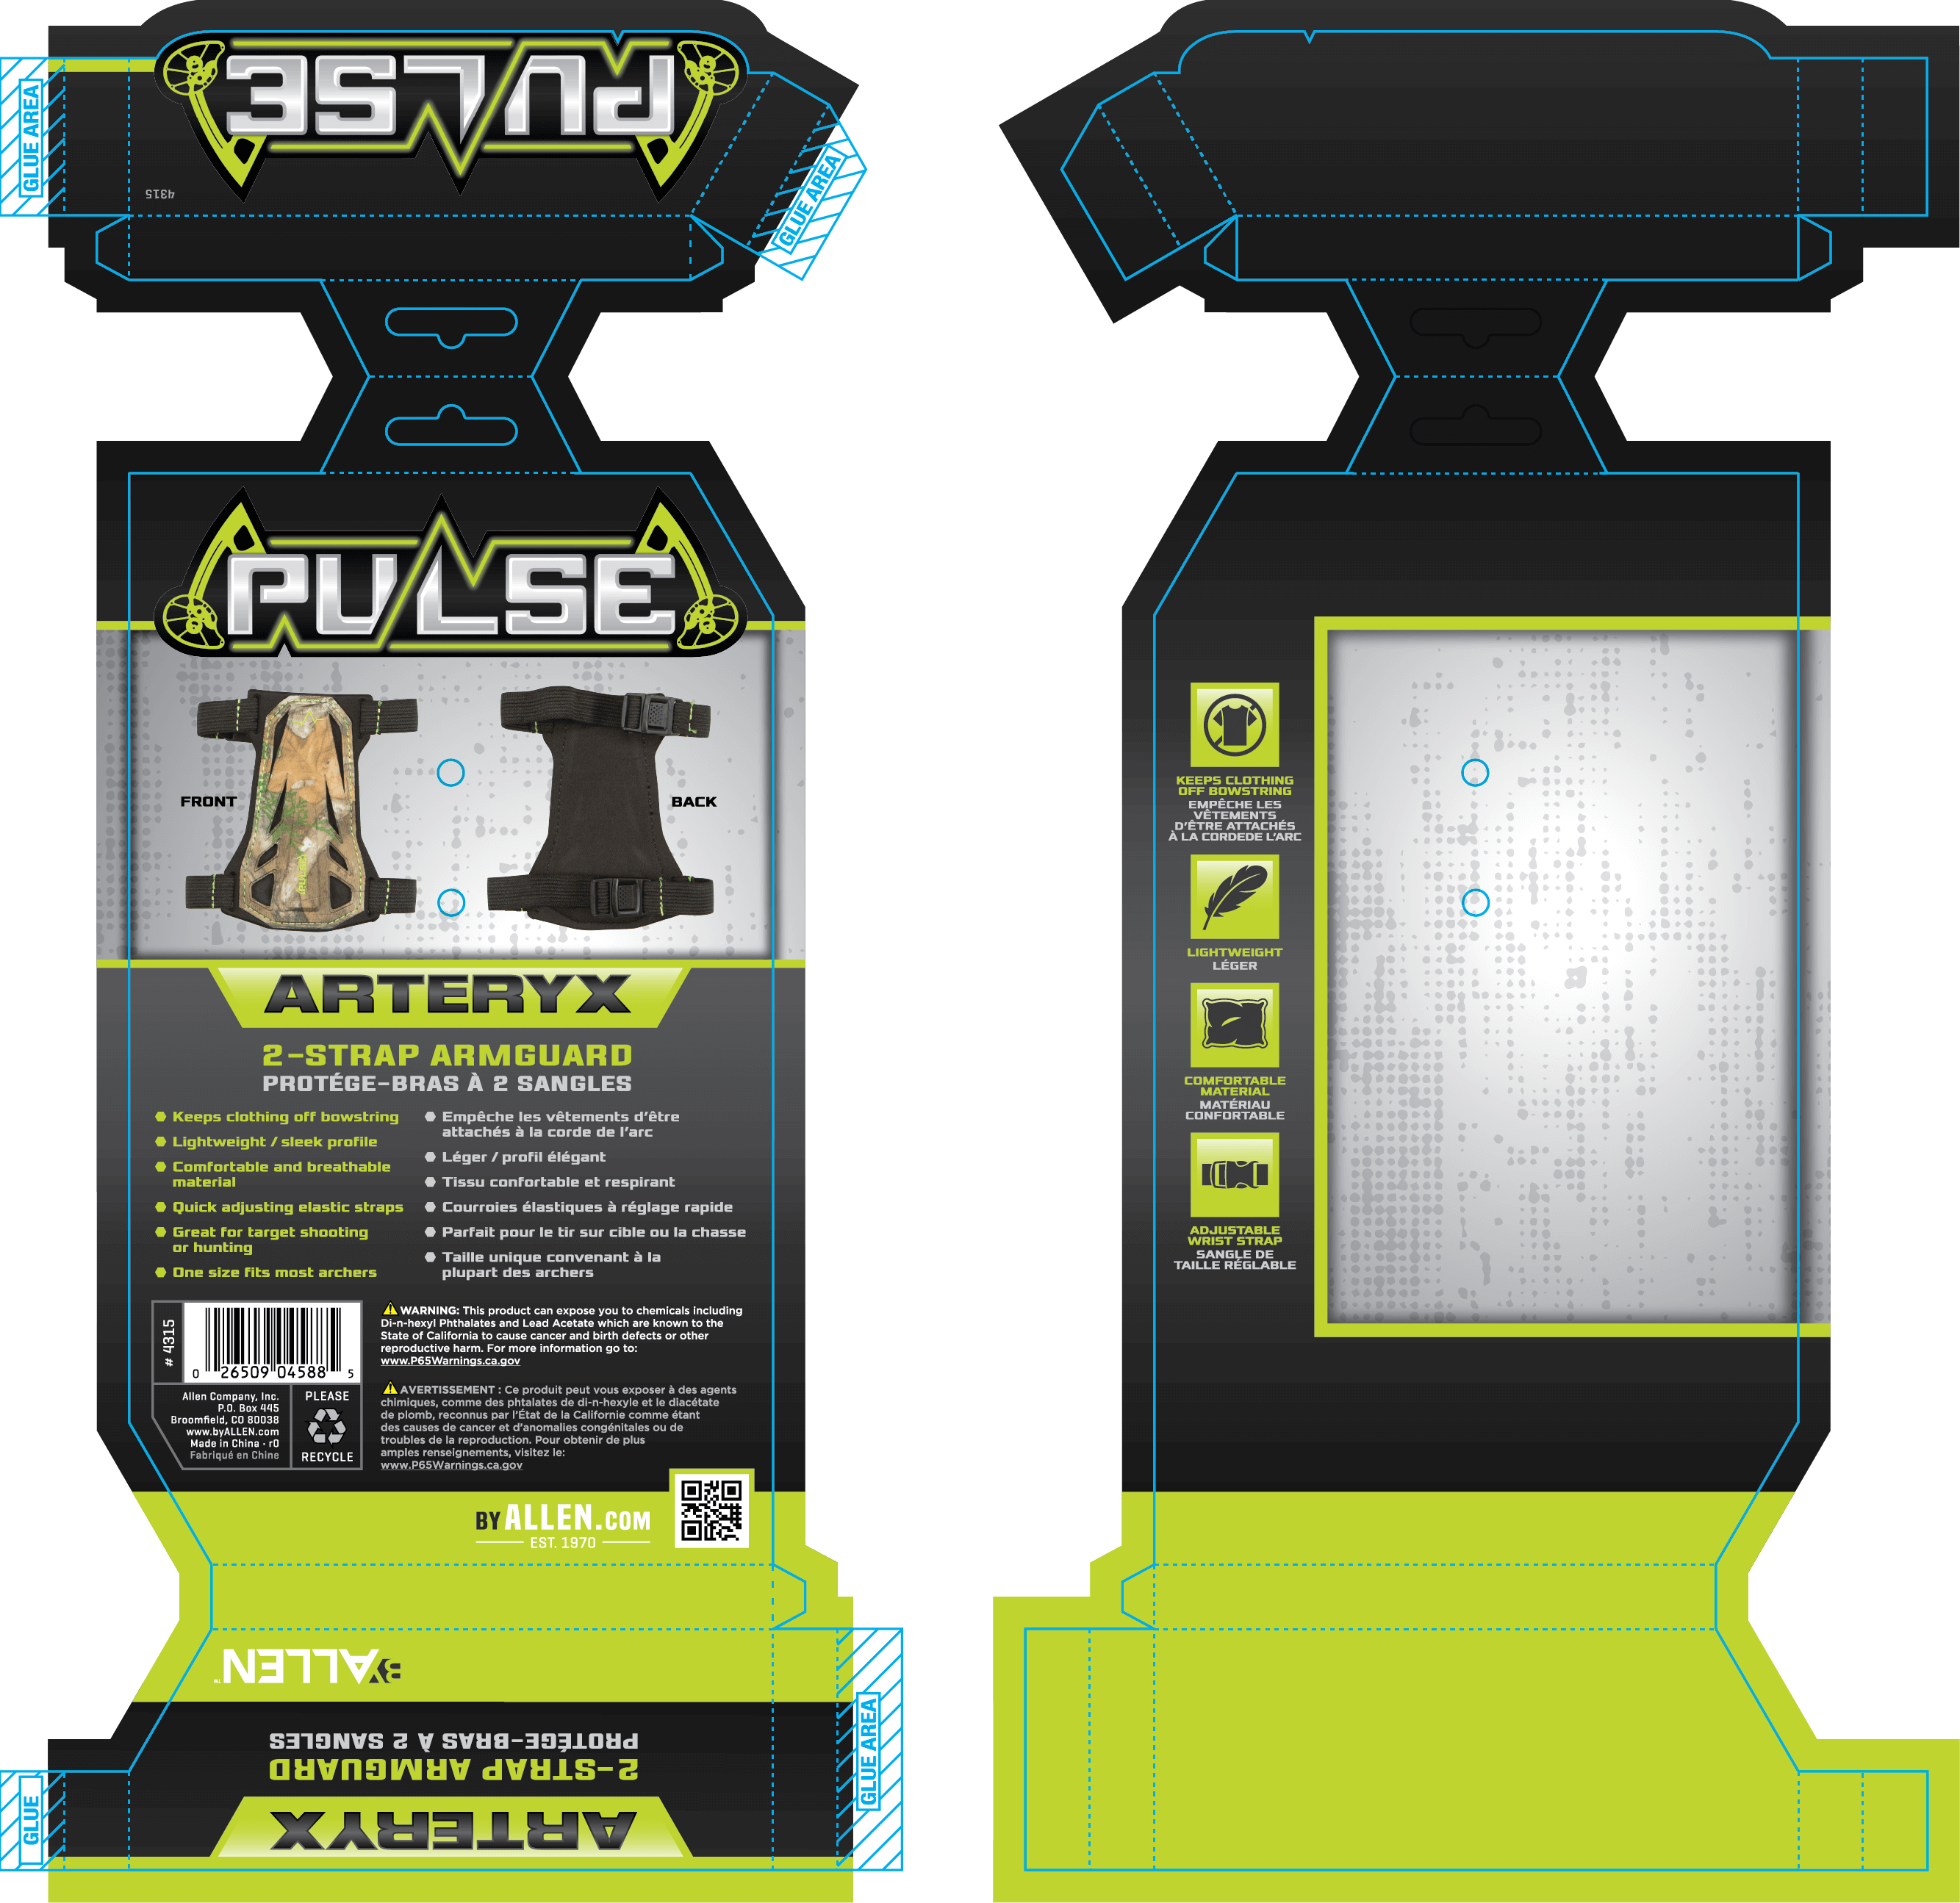 GLUE AREA
PULSE
4315
GLUE AREA
PULSE
FRONT
BACK
ARTERYX
2-STRAP ARMGUARD
PROTÉGE-BRAS À 2 SANGLES
Keeps clothing off bowstring
Lightweight / sleek profile
Comfortable and breathable
material
Quick adjusting elastic straps
Great for target shooting
or hunting
One size fits most archers
Empêche les vêtements d'être
attachés à la corde de l'arc
Léger / profil élégant
Tissu confortable et respirant
Courroies élastiques à réglage rapide
Parfait pour le tir sur cible ou la chasse
Taille unique convenant à la
plupart des archers
# 4315
0 26509 04588 5
Allen Company, Inc.
P.O. Box 445
Broomfield, CO 80038
www.byALLEN.com
Made in China · r0
Fabriqué en Chine
PLEASE
RECYCLE
WARNING: This product can expose you to chemicals including
Di-n-hexyl Phthalates and Lead Acetate which are known to the
State of California to cause cancer and birth defects or other
reproductive harm. For more information go to:
www.P65Warnings.ca.gov
AVERTISSEMENT : Ce produit peut vous exposer à des agents
chimiques, comme des phtalates de di-n-hexyle et le diacétate
de plomb, reconnus par l'État de la Californie comme étant
des causes de cancer et d'anomalies congénitales ou de
troubles de la reproduction. Pour obtenir de plus
amples renseignements, visitez le:
www.P65Warnings.ca.gov
BY ALLEN.COM
EST. 1970
BY ALLEN™
PROTÉGE-BRAS À 2 SANGLES
2-STRAP ARMGUARD
ARTERYX
GLUE AREA
GLUE
KEEPS CLOTHING
OFF BOWSTRING
EMPÊCHE LES
VÊTEMENTS
D'ÊTRE ATTACHÉS
À LA CORDEDE L'ARC
LIGHTWEIGHT
LÉGER
COMFORTABLE
MATERIAL
MATÉRIAU
CONFORTABLE
ADJUSTABLE
WRIST STRAP
SANGLE DE
TAILLE RÉGLABLE